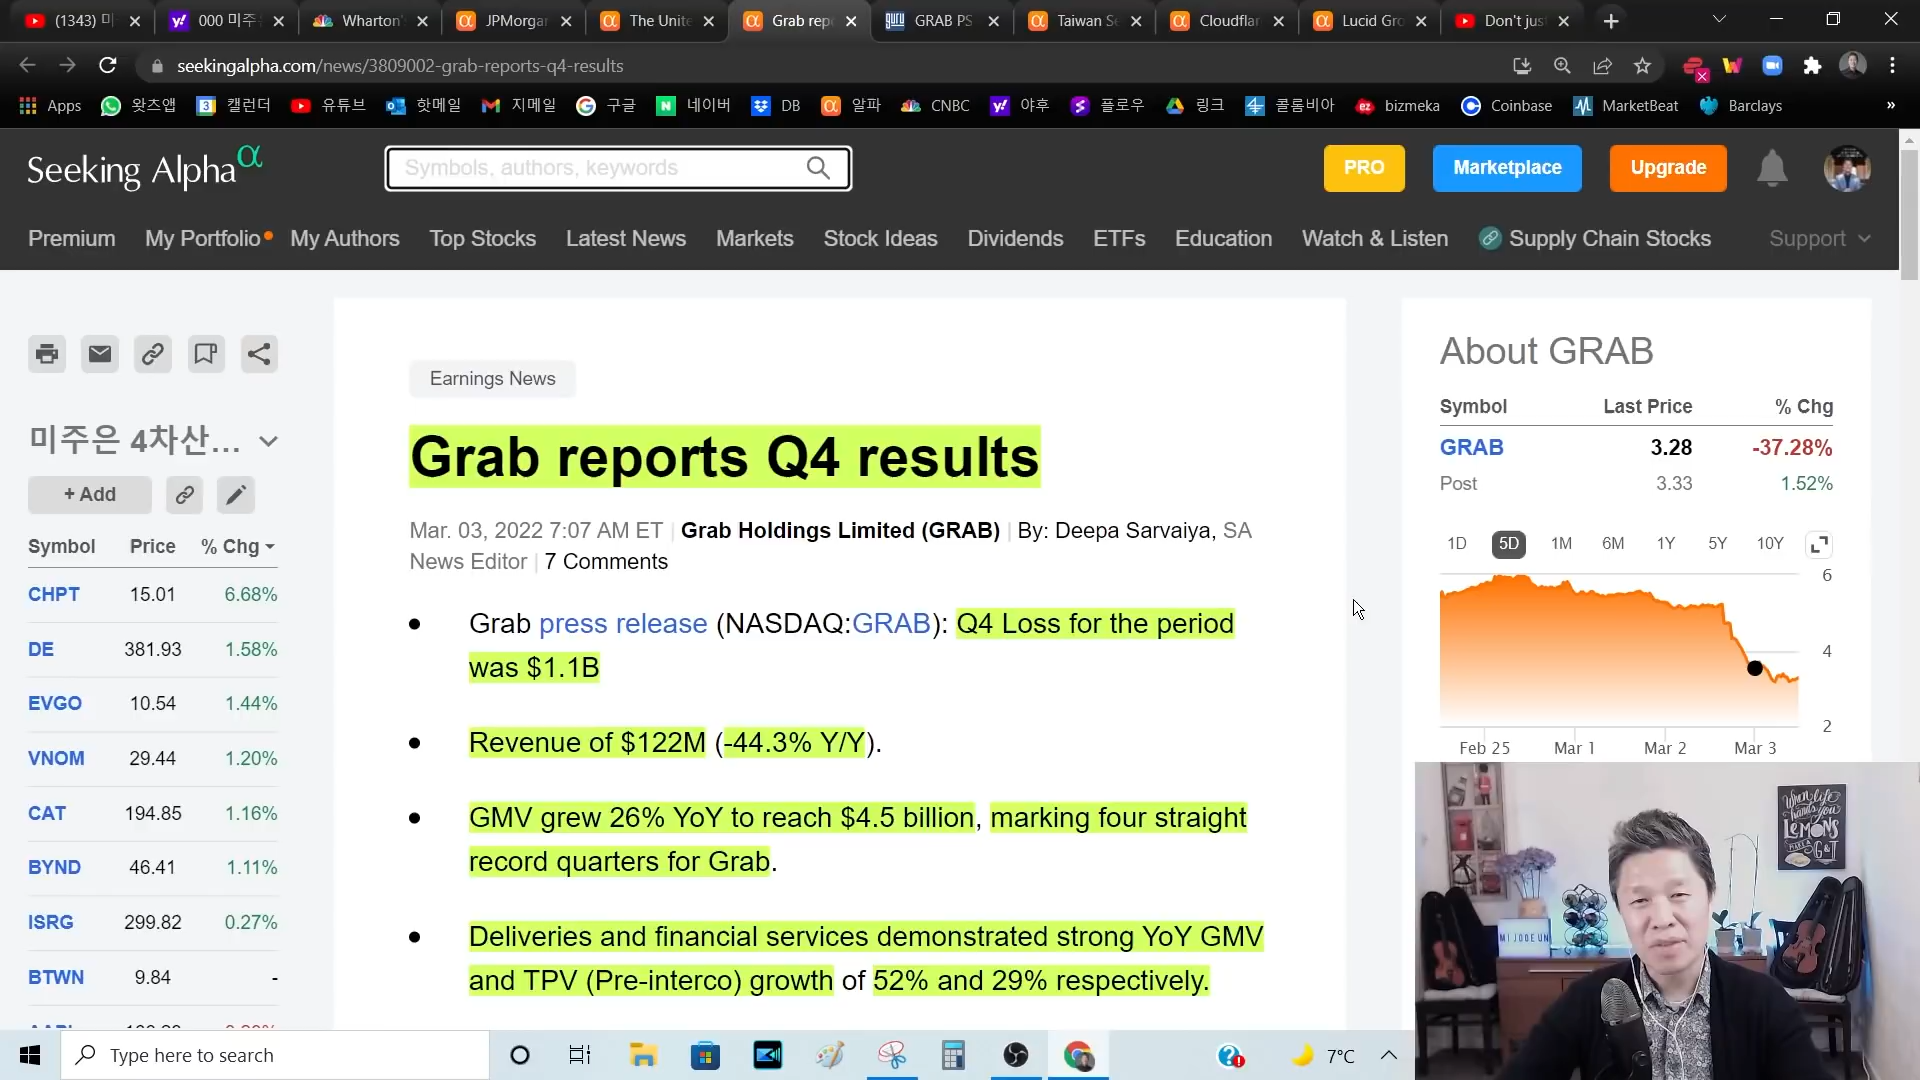 (1343) 미
000 미주
Wharton'
JPMorgan
The Unite
Grab rep
guru GRAB PS
Taiwan Se
Cloudflar
Lucid Gro
Don't jus
seekingalpha.com/news/3809002-grab-reports-q4-results
Apps
왓츠앱
3 캘린더
유튜브
핫메일
지메일
구글
N 네이버
DB
알파
CNBC
y! 야후
플로우
링크
콜롬비아
ez bizmeka
Coinbase
MarketBeat
Barclays
»
Seeking Alpha α
Symbols, authors, keywords
PRO
Marketplace
Upgrade
Premium
My Portfolio
My Authors
Top Stocks
Latest News
Markets
Stock Ideas
Dividends
ETFs
Education
Watch & Listen
Supply Chain Stocks
Support
미주은 4차산...
+ Add
Symbol Price % Chg
CHPT 15.01 6.68%
DE 381.93 1.58%
EVGO 10.54 1.44%
VNOM 29.44 1.20%
CAT 194.85 1.16%
BYND 46.41 1.11%
ISRG 299.82 0.27%
BTWN 9.84 -
Earnings News
Grab reports Q4 results
Mar. 03, 2022 7:07 AM ET | Grab Holdings Limited (GRAB) | By: Deepa Sarvaiya, SA
News Editor | 7 Comments
• Grab press release (NASDAQ:GRAB): Q4 Loss for the period
was $1.1B
• Revenue of $122M (-44.3% Y/Y).
• GMV grew 26% YoY to reach $4.5 billion, marking four straight
record quarters for Grab.
• Deliveries and financial services demonstrated strong YoY GMV
and TPV (Pre-interco) growth of 52% and 29% respectively.
About GRAB
Symbol Last Price % Chg
GRAB 3.28 -37.28%
Post 3.33 1.52%
1D 5D 1M 6M 1Y 5Y 10Y
6
4
2
Feb 25 Mar 1 Mar 2 Mar 3
When life
hands you
LEMONS
MAKE A
G&T
MIJOOEUN
Type here to search
7°C